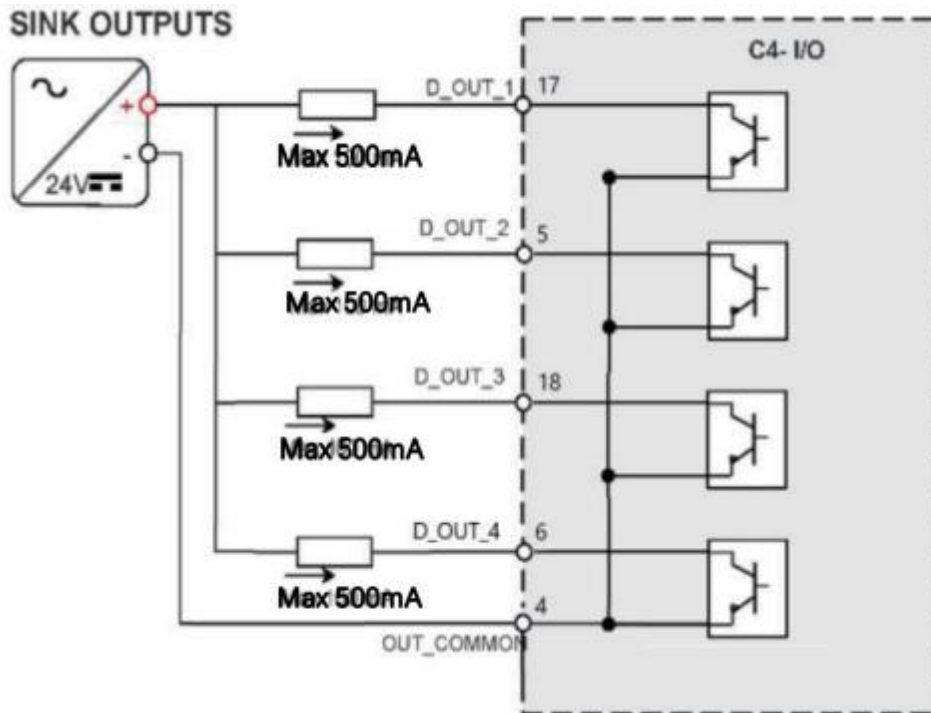 SINK OUTPUTS
C4- I/O
+
-
24V
D_OUT_1
17
Max 500mA
D_OUT_2
5
Max 500mA
D_OUT_3
18
Max 500mA
D_OUT_4
6
Max 500mA
4
OUT_COMMON